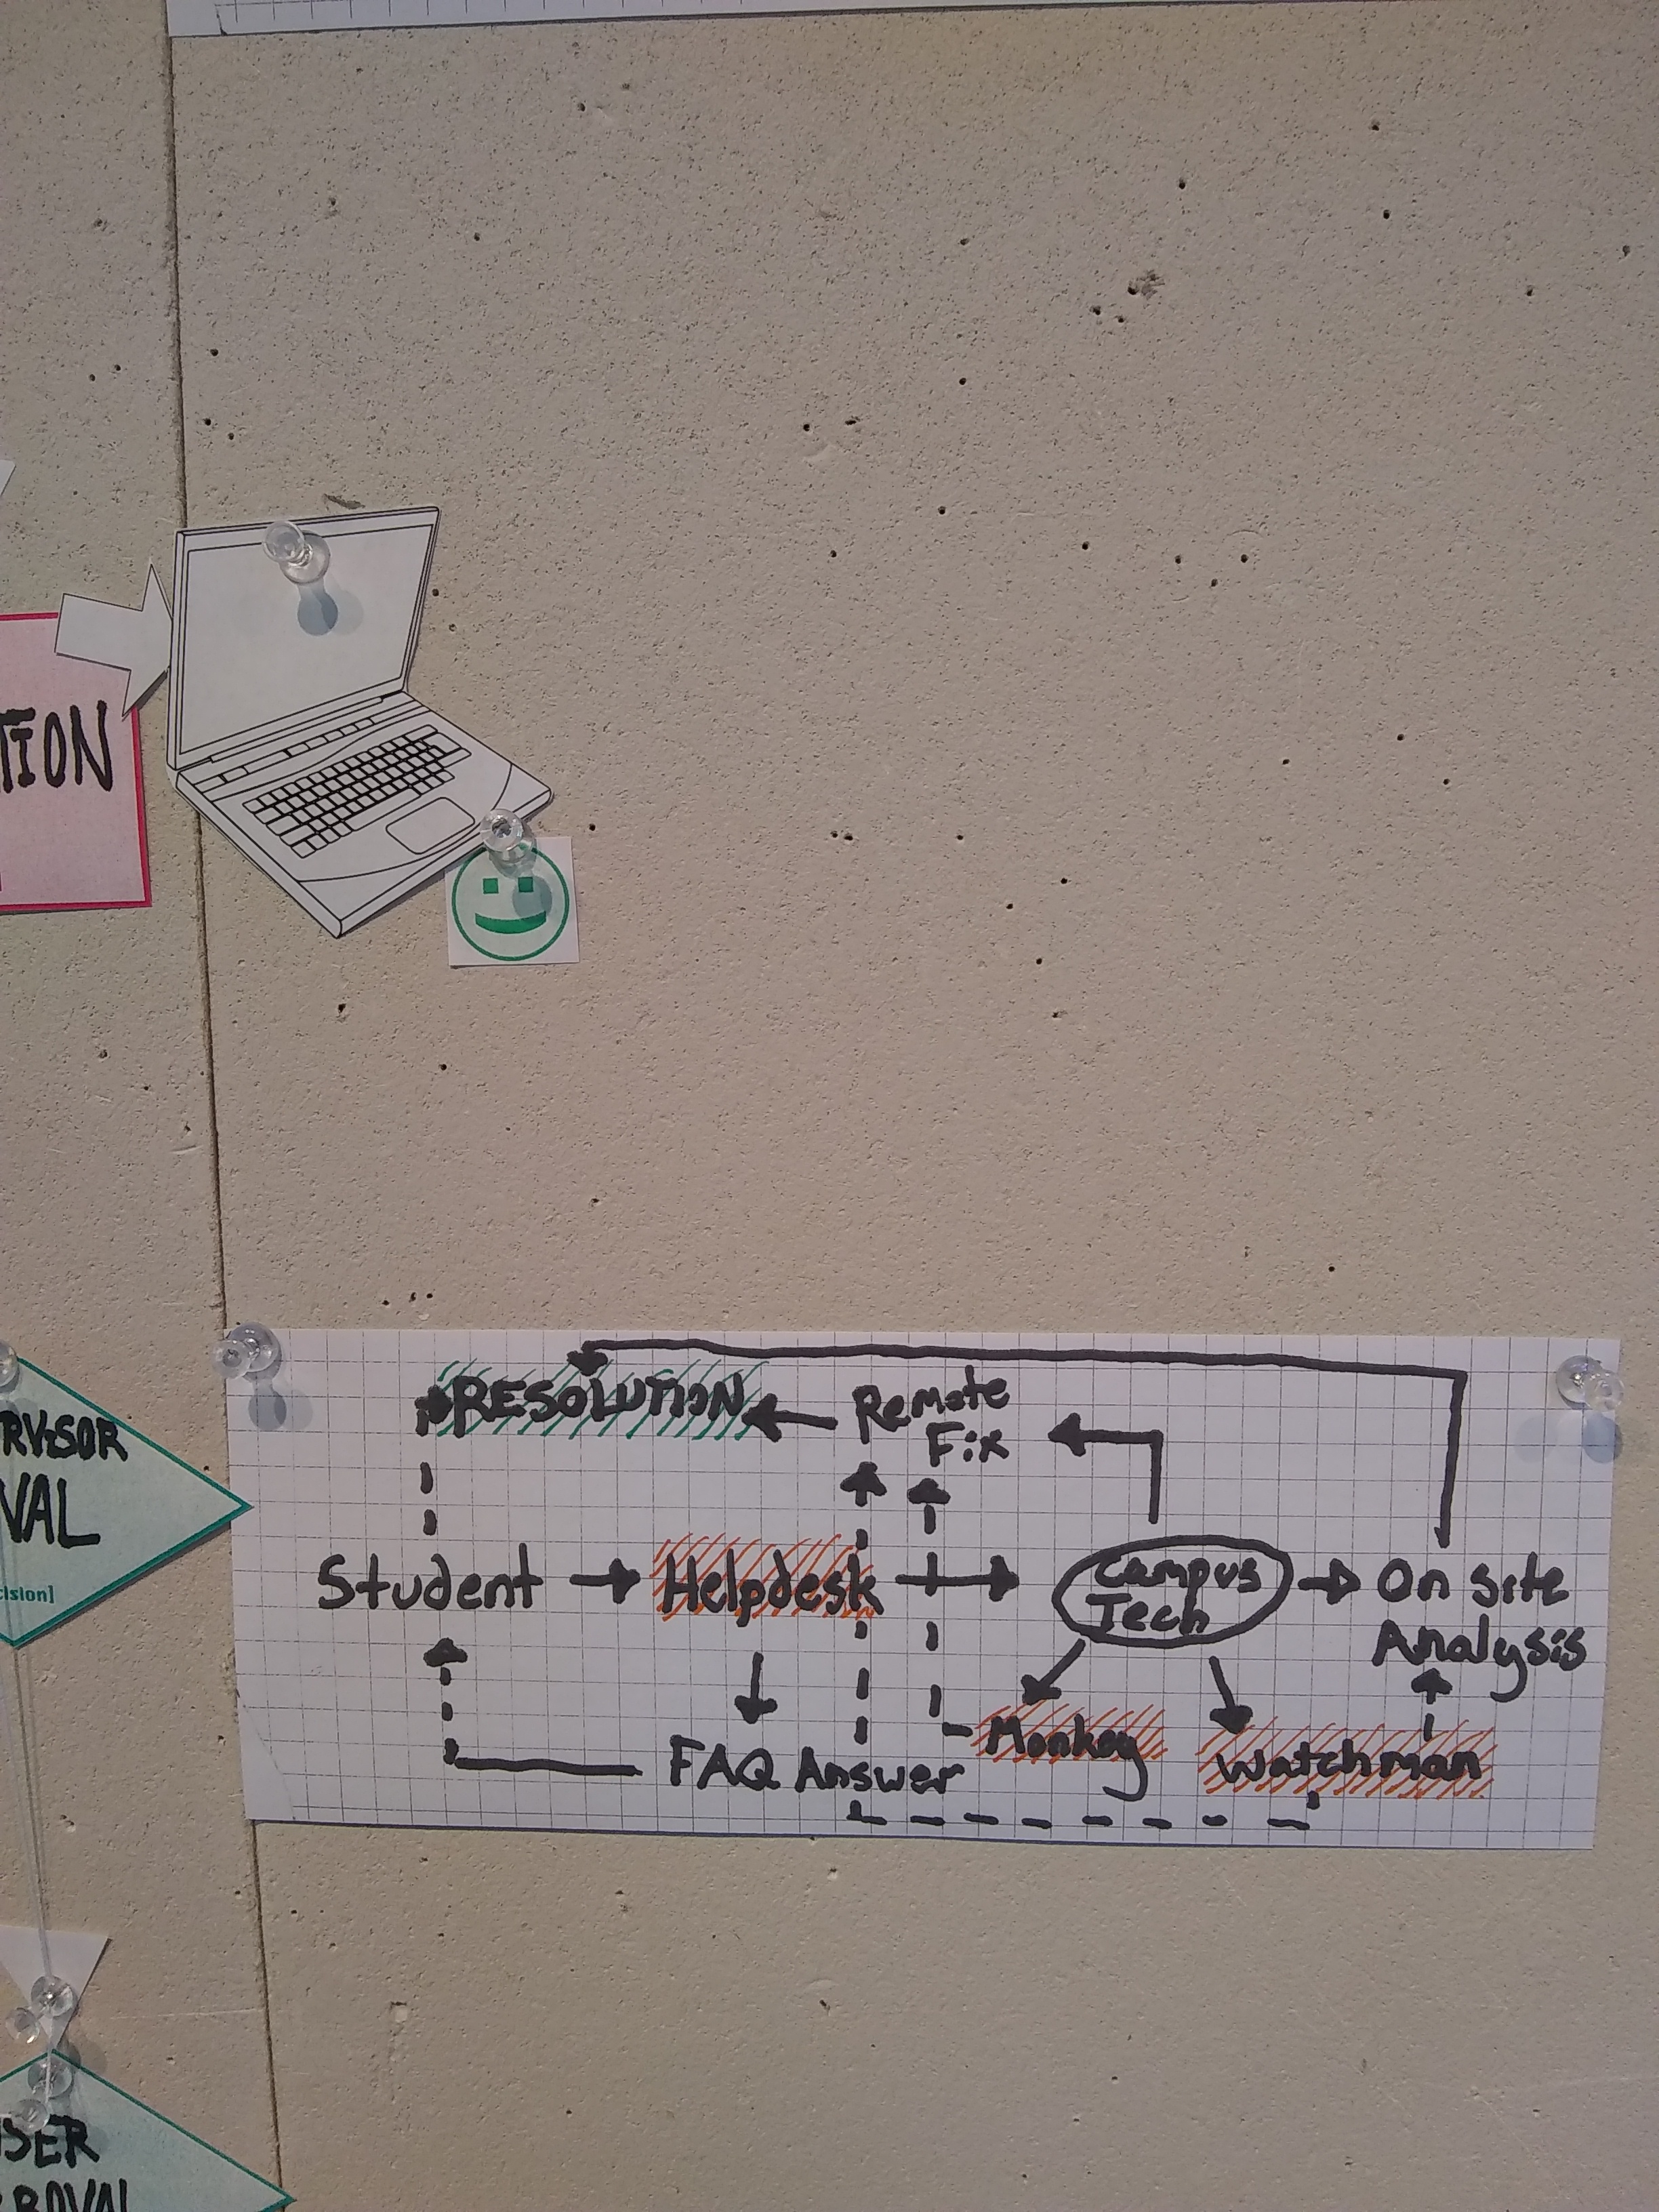 TION
RVISOR
VAL
cision]
RESOLUTION
Remote
Fix
Student
Helpdesk
Campus
Tech
On site
Analysis
FAQ Answer
Monkey
Watchman
SER
ROVAL